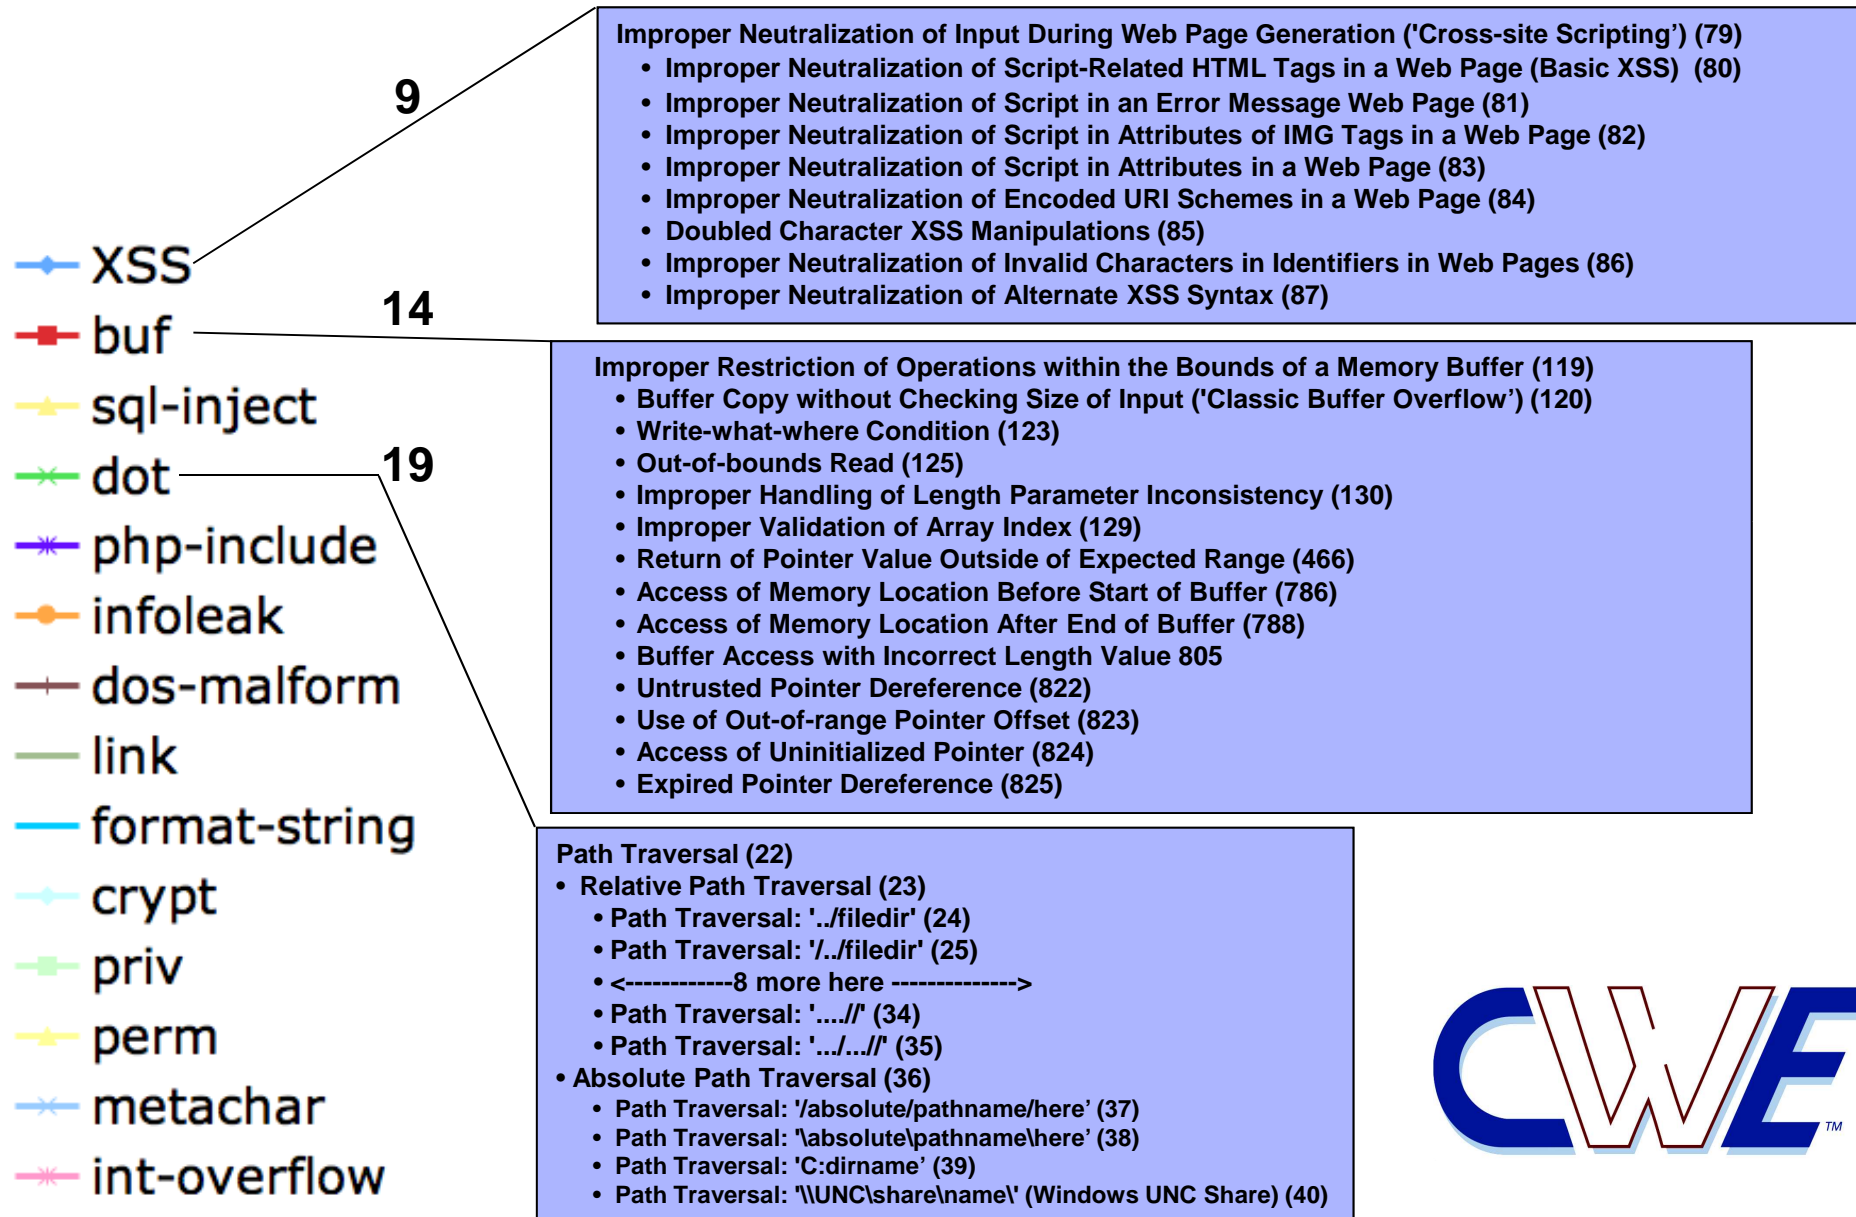 Improper Neutralization of Input During Web Page Generation ('Cross-site Scripting’) (79)
• Improper Neutralization of Script-Related HTML Tags in a Web Page (Basic XSS) (80)
• Improper Neutralization of Script in an Error Message Web Page (81)
• Improper Neutralization of Script in Attributes of IMG Tags in a Web Page (82)
• Improper Neutralization of Script in Attributes in a Web Page (83)
• Improper Neutralization of Encoded URI Schemes in a Web Page (84)
• Doubled Character XSS Manipulations (85)
• Improper Neutralization of Invalid Characters in Identifiers in Web Pages (86)
• Improper Neutralization of Alternate XSS Syntax (87)
9
14
19
XSS
buf
sql-inject
dot
php-include
infoleak
dos-malform
link
format-string
crypt
priv
perm
metachar
int-overflow
Improper Restriction of Operations within the Bounds of a Memory Buffer (119)
• Buffer Copy without Checking Size of Input ('Classic Buffer Overflow’) (120)
• Write-what-where Condition (123)
• Out-of-bounds Read (125)
• Improper Handling of Length Parameter Inconsistency (130)
• Improper Validation of Array Index (129)
• Return of Pointer Value Outside of Expected Range (466)
• Access of Memory Location Before Start of Buffer (786)
• Access of Memory Location After End of Buffer (788)
• Buffer Access with Incorrect Length Value 805
• Untrusted Pointer Dereference (822)
• Use of Out-of-range Pointer Offset (823)
• Access of Uninitialized Pointer (824)
• Expired Pointer Dereference (825)
Path Traversal (22)
• Relative Path Traversal (23)
• Path Traversal: '../filedir' (24)
• Path Traversal: '/../filedir' (25)
• <------------8 more here -------------->
• Path Traversal: '....//' (34)
• Path Traversal: '.../...//' (35)
• Absolute Path Traversal (36)
• Path Traversal: '/absolute/pathname/here’ (37)
• Path Traversal: '\absolute\pathname\here’ (38)
• Path Traversal: 'C:dirname’ (39)
• Path Traversal: '\\UNC\share\name\' (Windows UNC Share) (40)
CWE TM